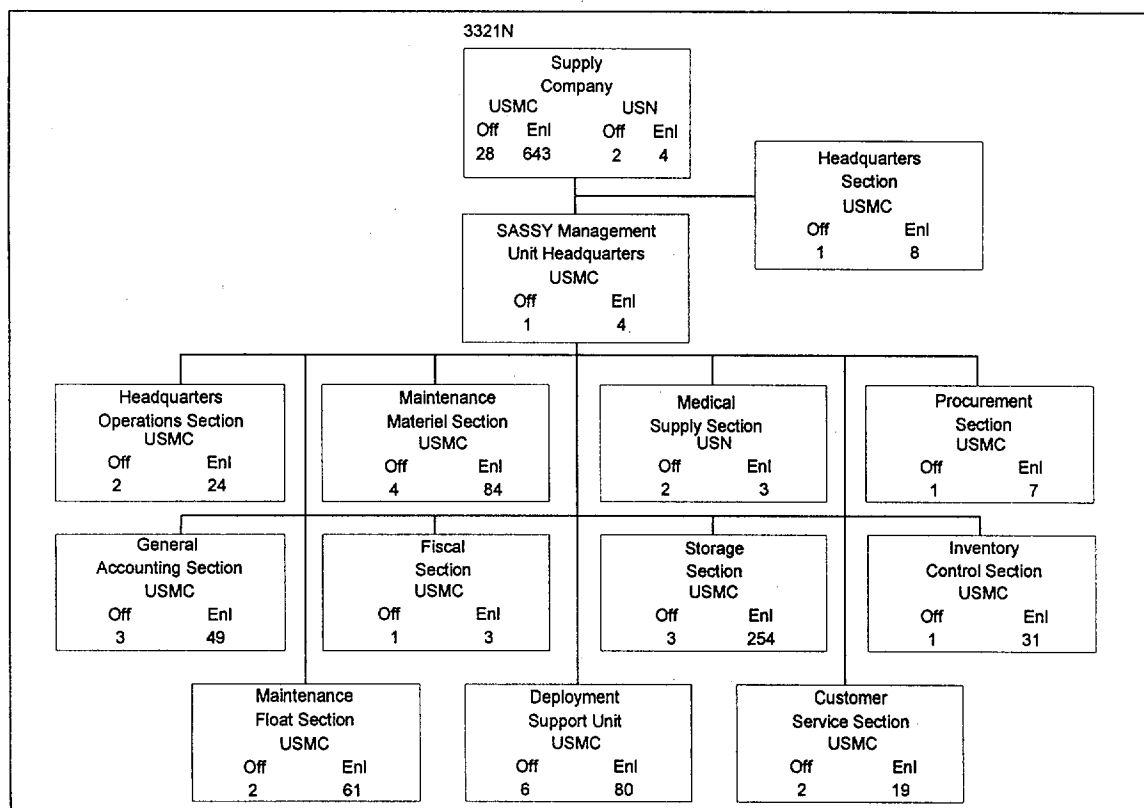 3321N
Supply
Company
USMC USN
Off Enl Off Enl
28 643 2 4
Headquarters
Section
USMC
Off Enl
1 8
SASSY Management
Unit Headquarters
USMC
Off Enl
1 4
Headquarters
Operations Section
USMC
Off Enl
2 24
Maintenance
Materiel Section
USMC
Off Enl
4 84
Medical
Supply Section
USN
Off Enl
2 3
Procurement
Section
USMC
Off Enl
1 7
General
Accounting Section
USMC
Off Enl
3 49
Fiscal
Section
USMC
Off Enl
1 3
Storage
Section
USMC
Off Enl
3 254
Inventory
Control Section
USMC
Off Enl
1 31
Maintenance
Float Section
USMC
Off Enl
2 61
Deployment
Support Unit
USMC
Off Enl
6 80
Customer
Service Section
USMC
Off Enl
2 19